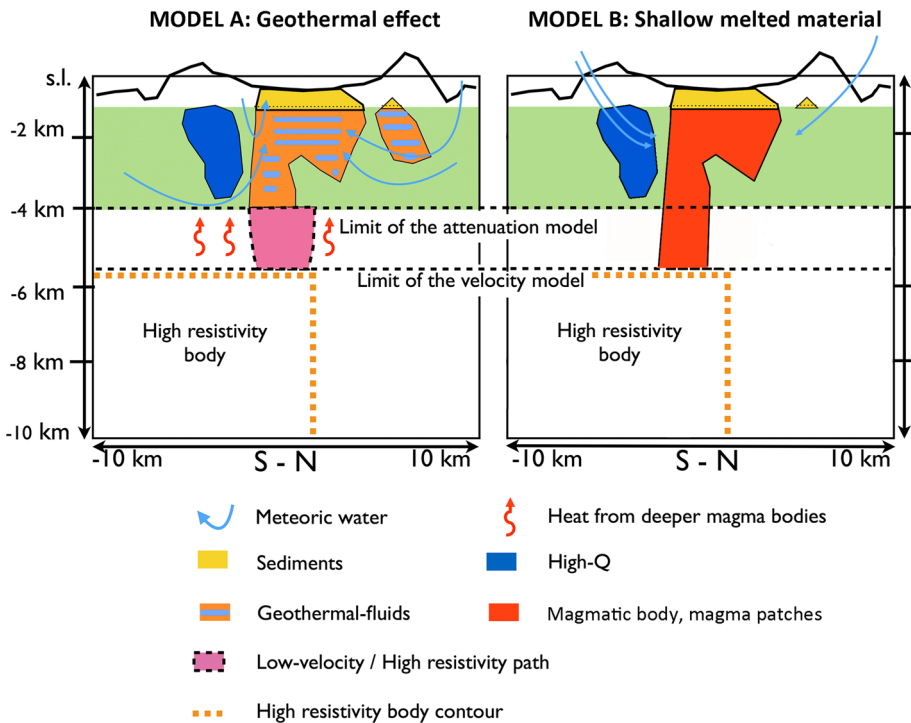 MODEL A: Geothermal effect
MODEL B: Shallow melted material
s.l.
-2 km
-4 km
Limit of the attenuation model
Limit of the velocity model
-6 km
High resistivity
body
High resistivity
body
-8 km
-10 km
-10 km
S - N
10 km
-10 km
S - N
10 km
Meteoric water
Heat from deeper magma bodies
Sediments
High-Q
Geothermal-fluids
Magmatic body, magma patches
Low-velocity / High resistivity path
High resistivity body contour